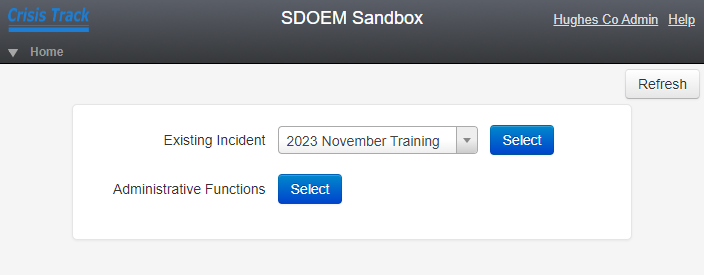 Crisis Track
SDOEM Sandbox
Hughes Co Admin Help
Home
Refresh
Existing Incident 2023 November Training Select
Administrative Functions Select